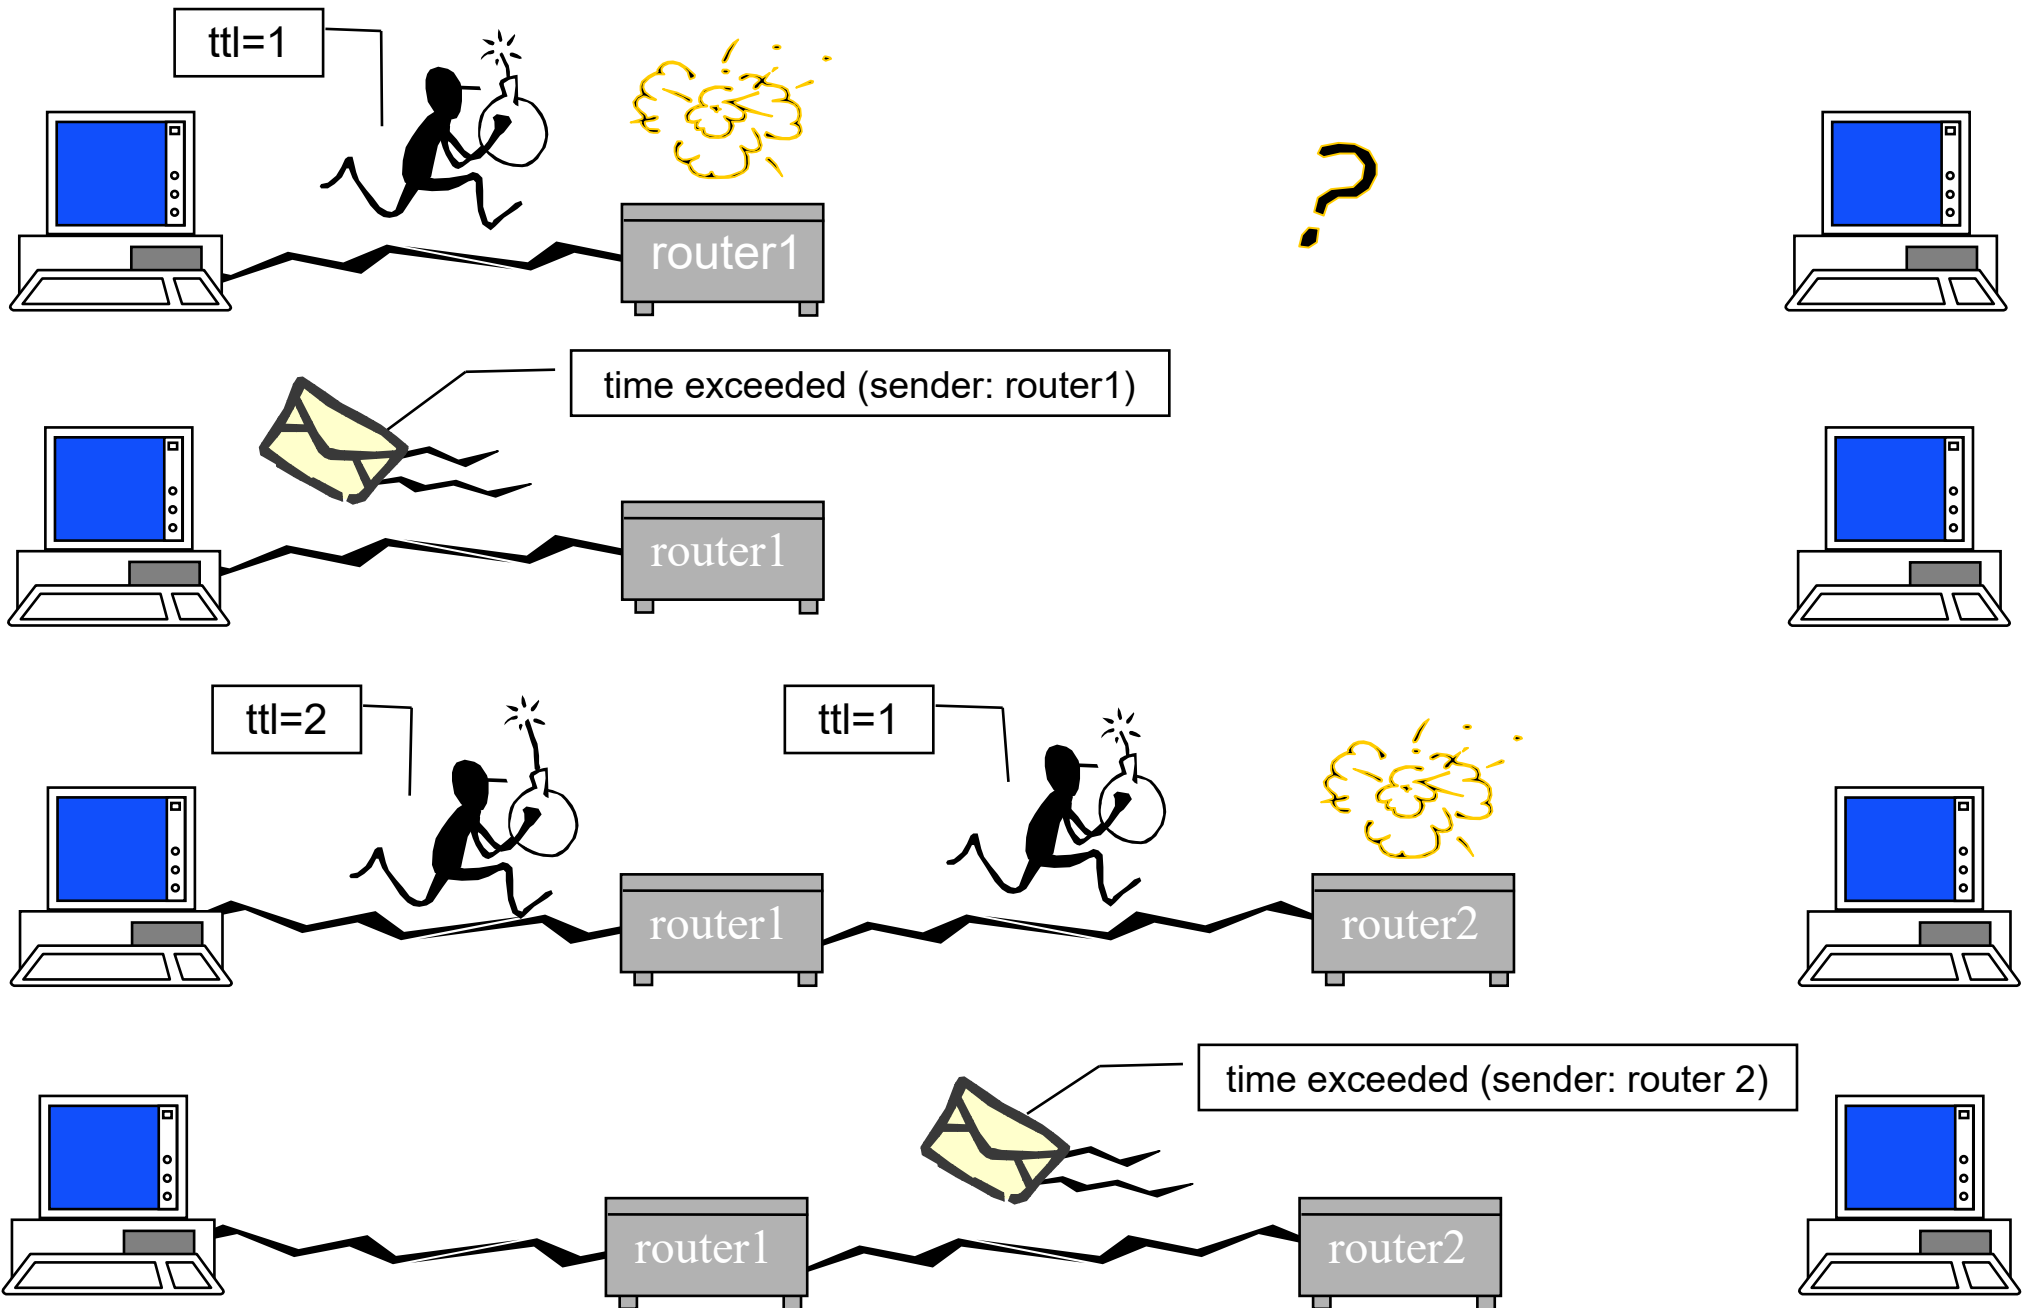 ttl=1
router1
?
time exceeded (sender: router1)
router1
ttl=2
ttl=1
router1
router2
time exceeded (sender: router 2)
router1
router2